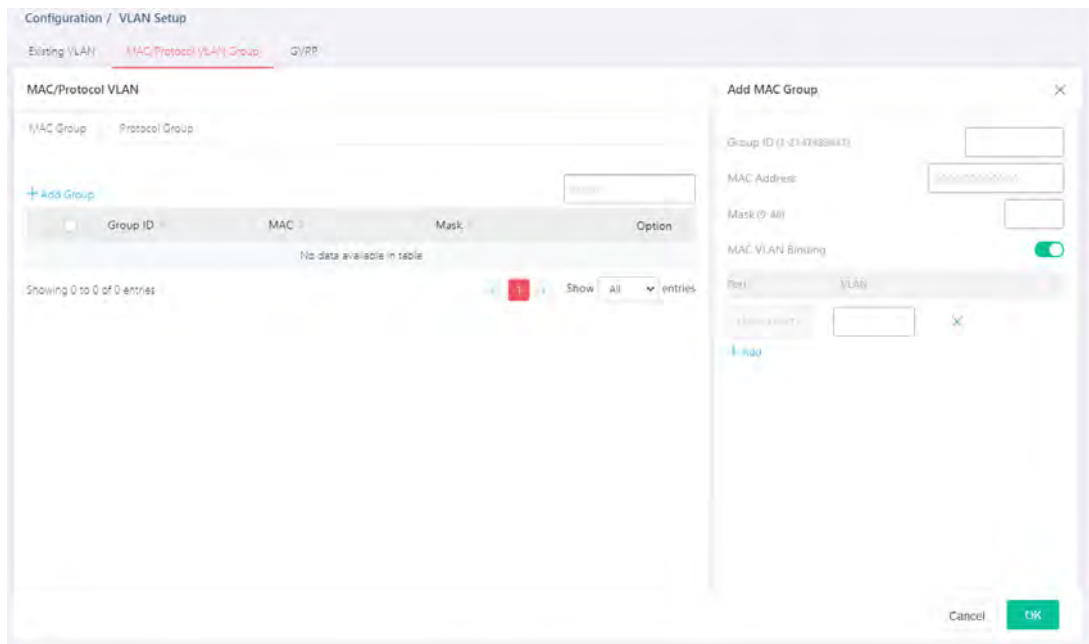 Configuration / VLAN Setup
Existing VLAN MAC/Protocol VLAN Group GVRP
MAC/Protocol VLAN
MAC Group Protocol Group
+ Add Group
Group ID MAC Mask Option
No data available in table
Showing 0 to 0 of 0 entries
1 Show All entries
Add MAC Group
Group ID (1-2147483647)
MAC Address
Mask (9-48)
MAC VLAN Binding
Port VLAN
+ Add
Cancel OK